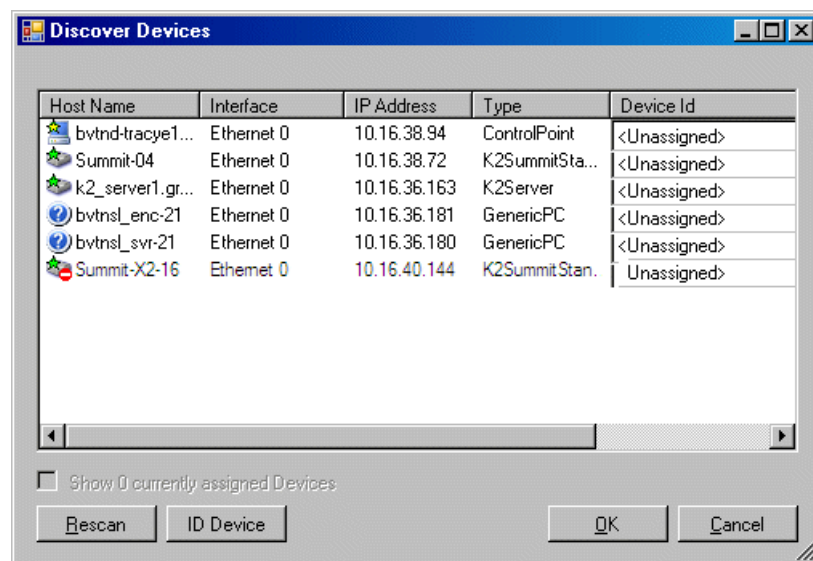 Discover Devices
Host Name Interface IP Address Type Device Id
bvtnd-tracye1... Ethernet 0 10.16.38.94 ControlPoint <Unassigned>
Summit-04 Ethernet 0 10.16.38.72 K2SummitSta... <Unassigned>
k2_server1.gr... Ethernet 0 10.16.36.163 K2Server <Unassigned>
bvtnsl_enc-21 Ethernet 0 10.16.36.181 GenericPC <Unassigned>
bvtnsl_svr-21 Ethernet 0 10.16.36.180 GenericPC <Unassigned>
Summit-X2-16 Ethernet 0 10.16.40.144 K2SummitStan. Unassigned>
Show 0 currently assigned Devices
Rescan ID Device OK Cancel